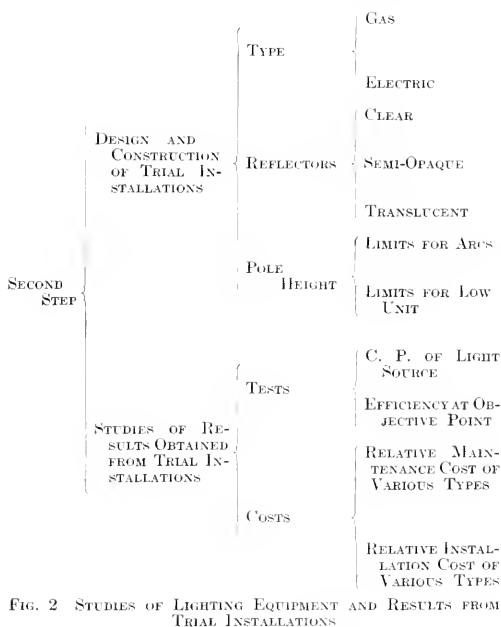 GAS
TYPE
ELECTRIC
CLEAR
DESIGN AND
CONSTRUCTION
OF TRIAL IN-
STALLATIONS
REFLECTORS
SEMI-OPAQUE
TRANSLUCENT
LIMITS FOR ARCS
POLE
HEIGHT
LIMITS FOR LOW
UNIT
SECOND
STEP
C. P. OF LIGHT
SOURCE
TESTS
EFFICIENCY AT OB-
JECTIVE POINT
STUDIES OF RE-
SULTS OBTAINED
FROM TRIAL IN-
STALLATIONS
RELATIVE MAIN-
TENANCE COST OF
VARIOUS TYPES
COSTS
RELATIVE INSTAL-
LATION COST OF
VARIOUS TYPES
FIG. 2 STUDIES OF LIGHTING EQUIPMENT AND RESULTS FROM
TRIAL INSTALLATIONS